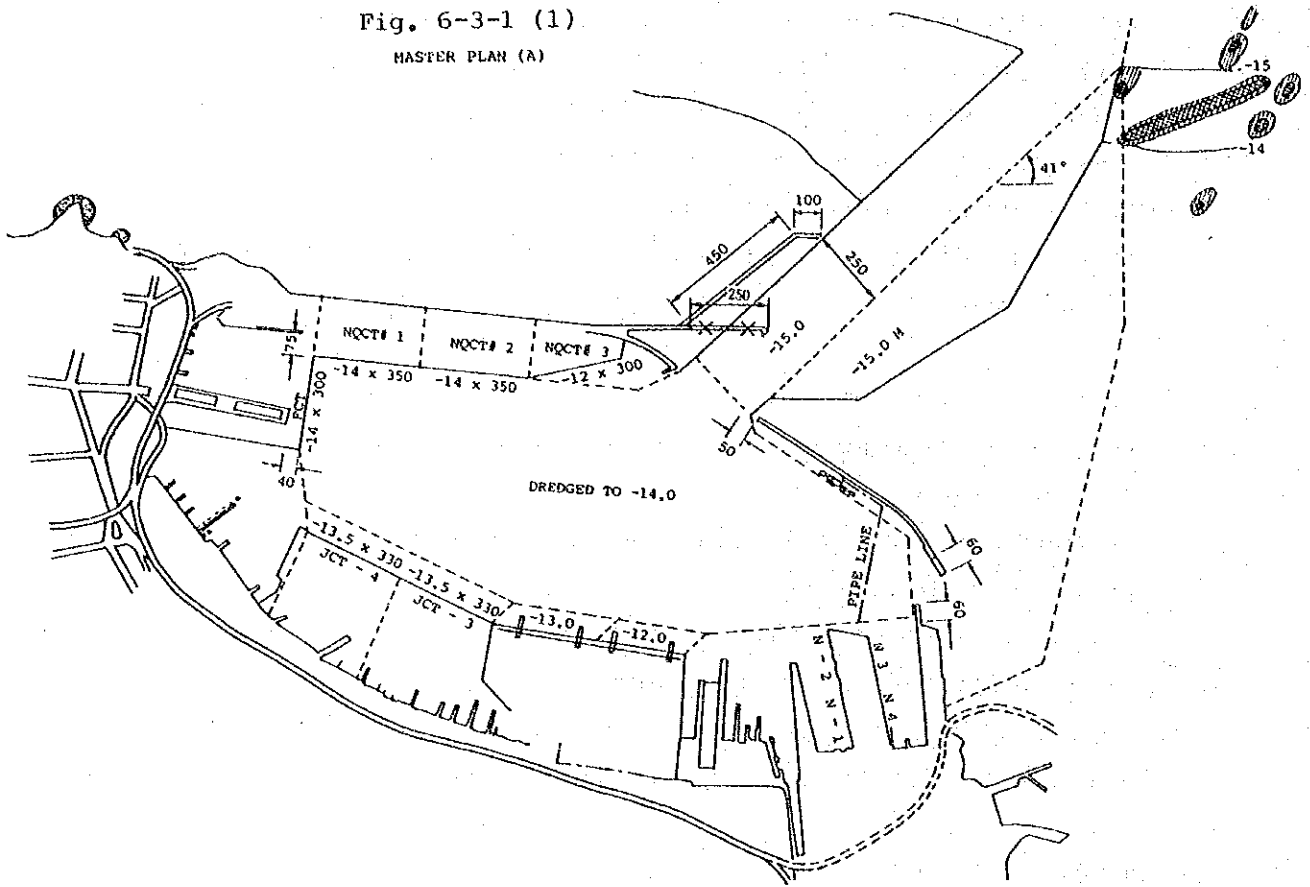 Fig. 6-3-1 (1)
MASTER PLAN (A)
-15
-14
41°
100
450
250
250
-15.0
-15.0 M
NQCT# 1
NQCT# 2
NQCT# 3
75
-14 x 350
-14 x 350
-12 x 300
PCT
-14 x 300
40
50
DREDGED TO -14.0
PIPE LINE
60
60
-13.5 x 330
-13.5 x 330
JCT - 4
JCT - 3
-13.0
-12.0
N - 2
N - 1
N 3
N 4